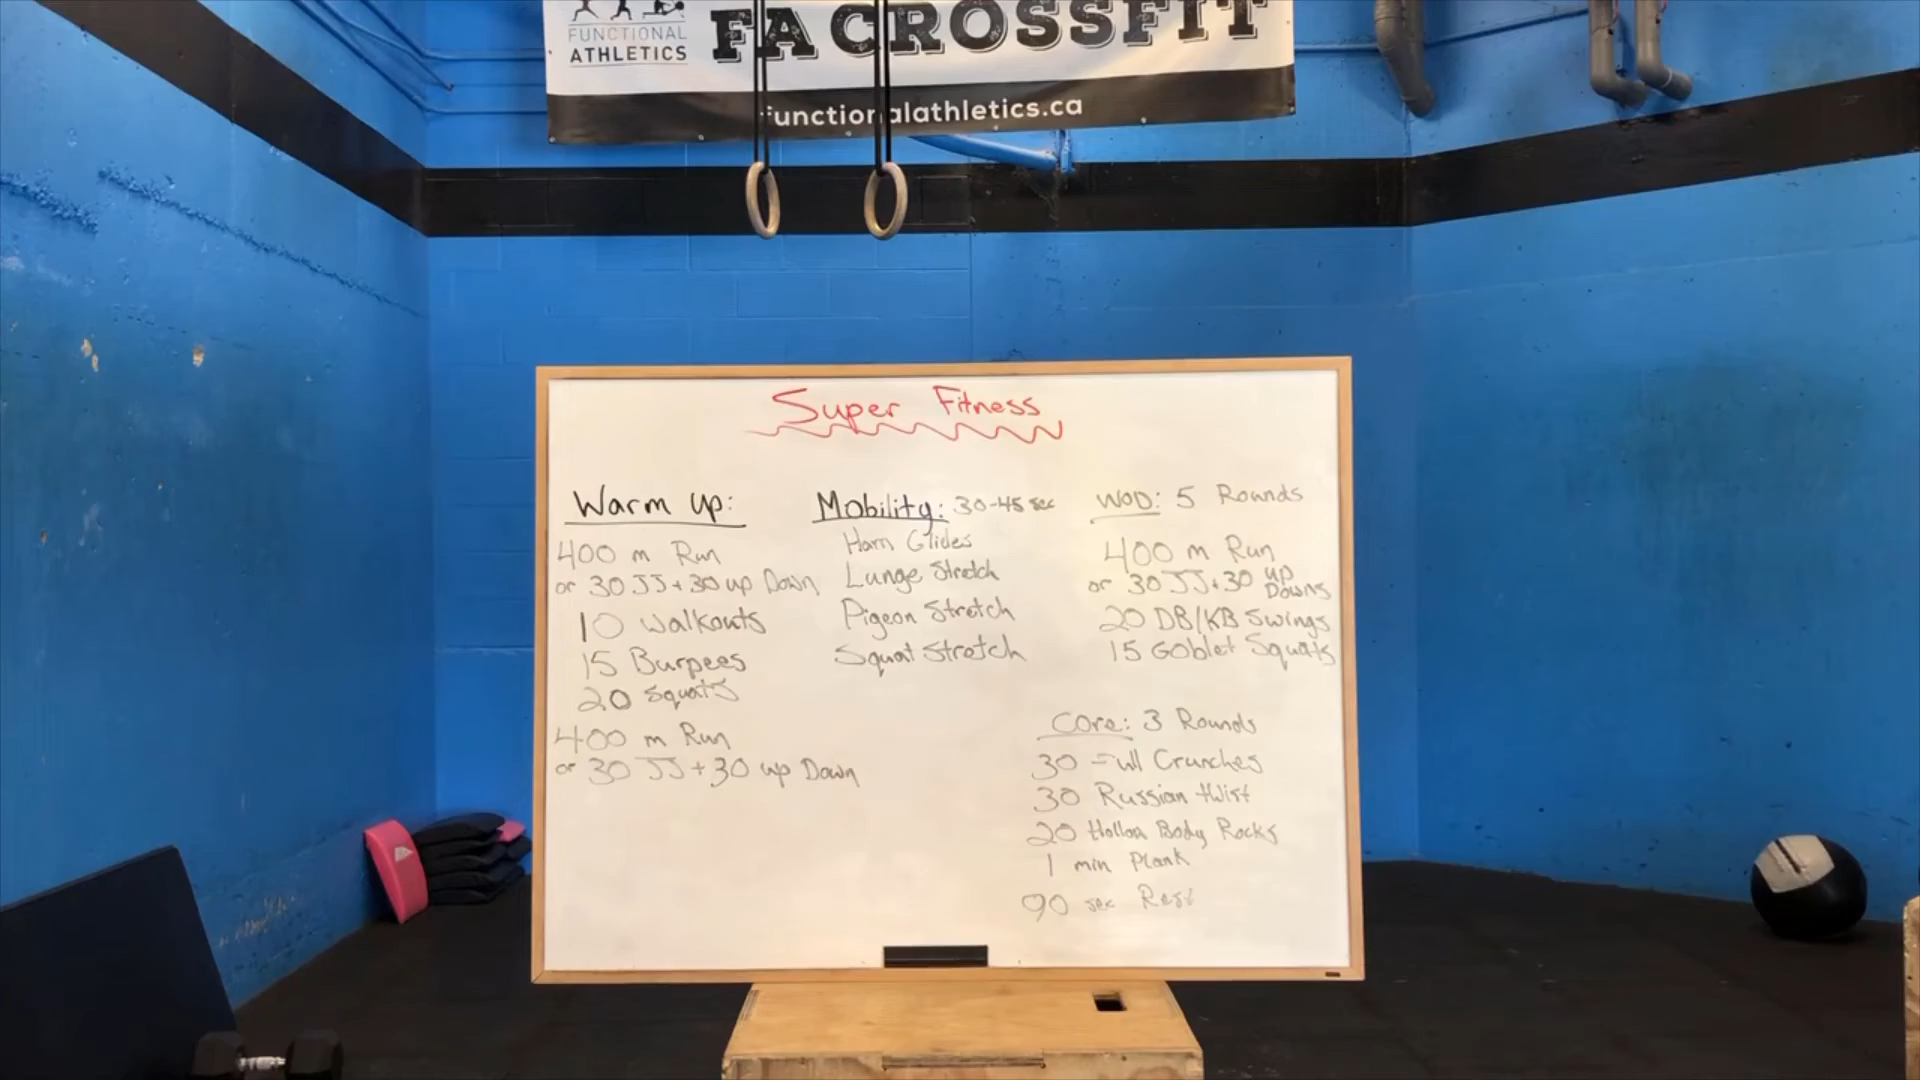 FUNCTIONAL
ATHLETICS
FA CROSSFIT
functionalathletics.ca
Super Fitness
Warm up:
400 m Run
or 30 JJ + 30 up Down
10 Walkouts
15 Burpees
20 Squats
400 m Run
or 30 JJ + 30 up Down
Mobility: 30-45 sec
Ham Glides
Lunge Stretch
Pigeon Stretch
Squat Stretch
WOD: 5 Rounds
400 m Run
or 30 JJ + 30 up
Downs
20 DB/KB Swings
15 Goblet Squats
Core: 3 Rounds
30 Full Crunches
30 Russian twist
20 Hollow Body Rocks
1 min Plank
90 sec Rest